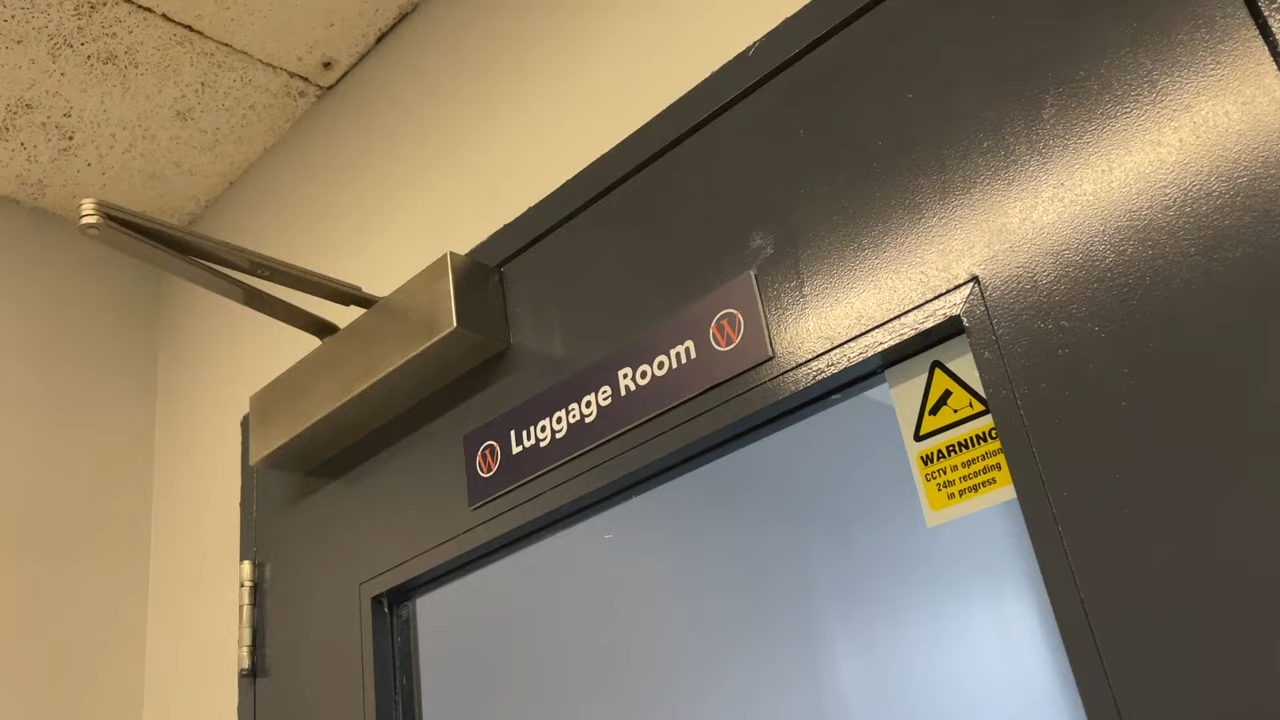 W Luggage Room W
WARNING
CCTV in operation
24hr recording
in progress